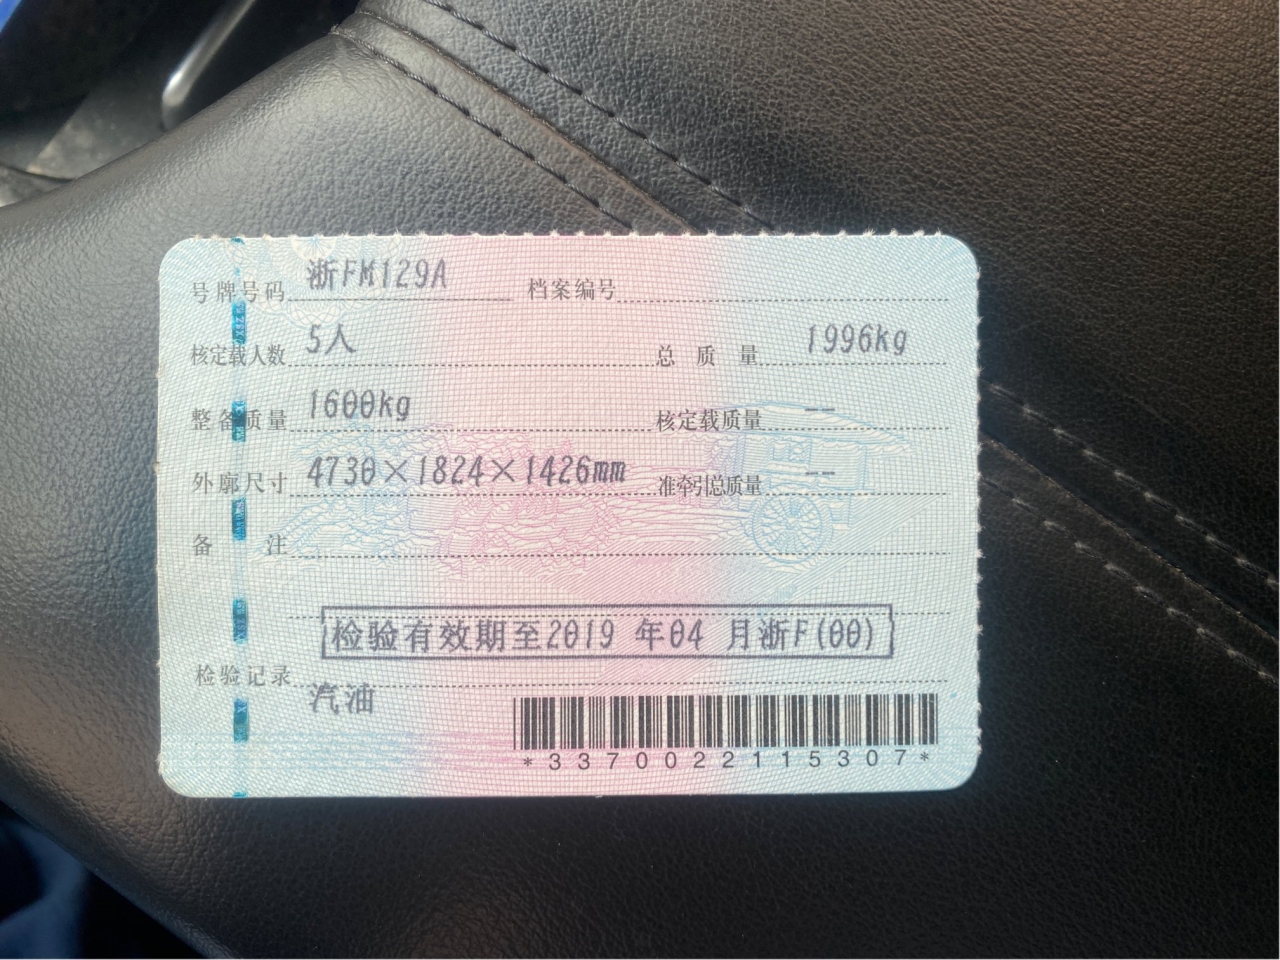 号牌号码 浙FM129A 档案编号
核定载人数 5人 总质量 1996kg
整备质量 1600kg 核定载质量 --
外廓尺寸 4730×1824×1426mm 准牵引总质量 --
备注
检验有效期至2019 年04 月浙F(00)
检验记录
汽油
*3370022115307*